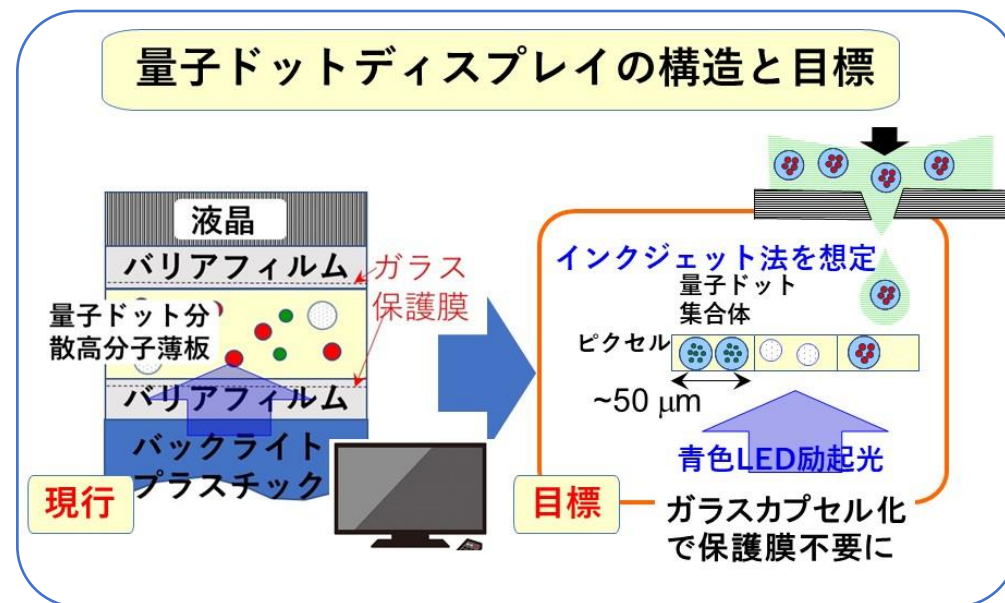 量子ドットディスプレイの構造と目標
液晶
バリアフィルム
ガラス
保護膜
量子ドット分
散高分子薄板
バリアフィルム
バックライト
プラスチック
現行
インクジェット法を想定
量子ドット
集合体
ピクセル
~50 μm
青色LED励起光
目標
ガラスカプセル化
で保護膜不要に